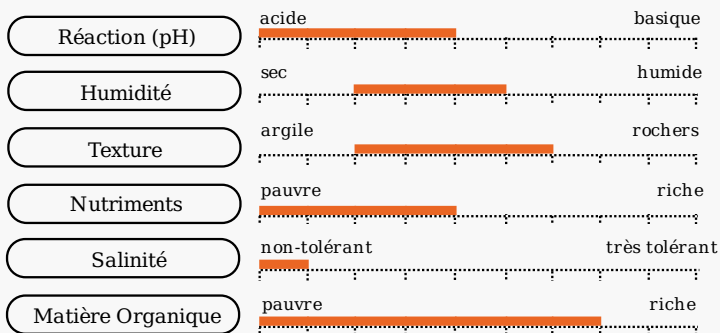 acide basique
Réaction (pH)
sec humide
Humidité
argile rochers
Texture
pauvre riche
Nutriments
non-tolérant très tolérant
Salinité
pauvre riche
Matière Organique